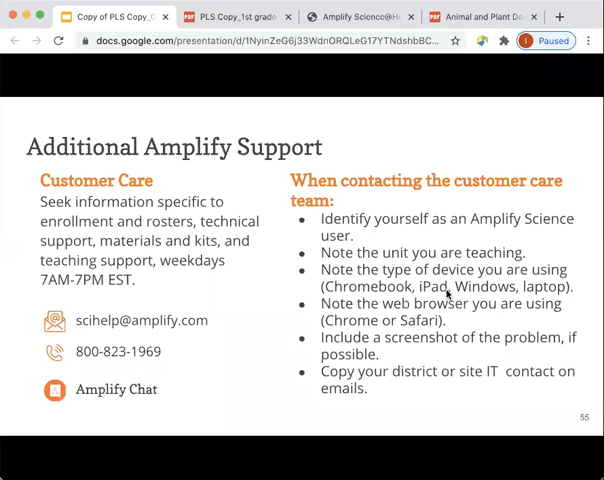 Copy of PLS Copy_G
PLS Copy_1st grade
Amplify Science@Ho
PDF
Animal and Plant De
docs.google.com/presentation/d/1NyinZeG6j33WdnORQLeG17YTNdshbBC...
Paused
Additional Amplify Support
Customer Care
Seek information specific to
enrollment and rosters, technical
support, materials and kits, and
teaching support, weekdays
7AM-7PM EST.
scihelp@amplify.com
800-823-1969
Amplify Chat
When contacting the customer care
team:
Identify yourself as an Amplify Science
user.
Note the unit you are teaching.
Note the type of device you are using
(Chromebook, iPad, Windows, laptop).
Note the web browser you are using
(Chrome or Safari).
Include a screenshot of the problem, if
possible.
Copy your district or site IT contact on
emails.
55